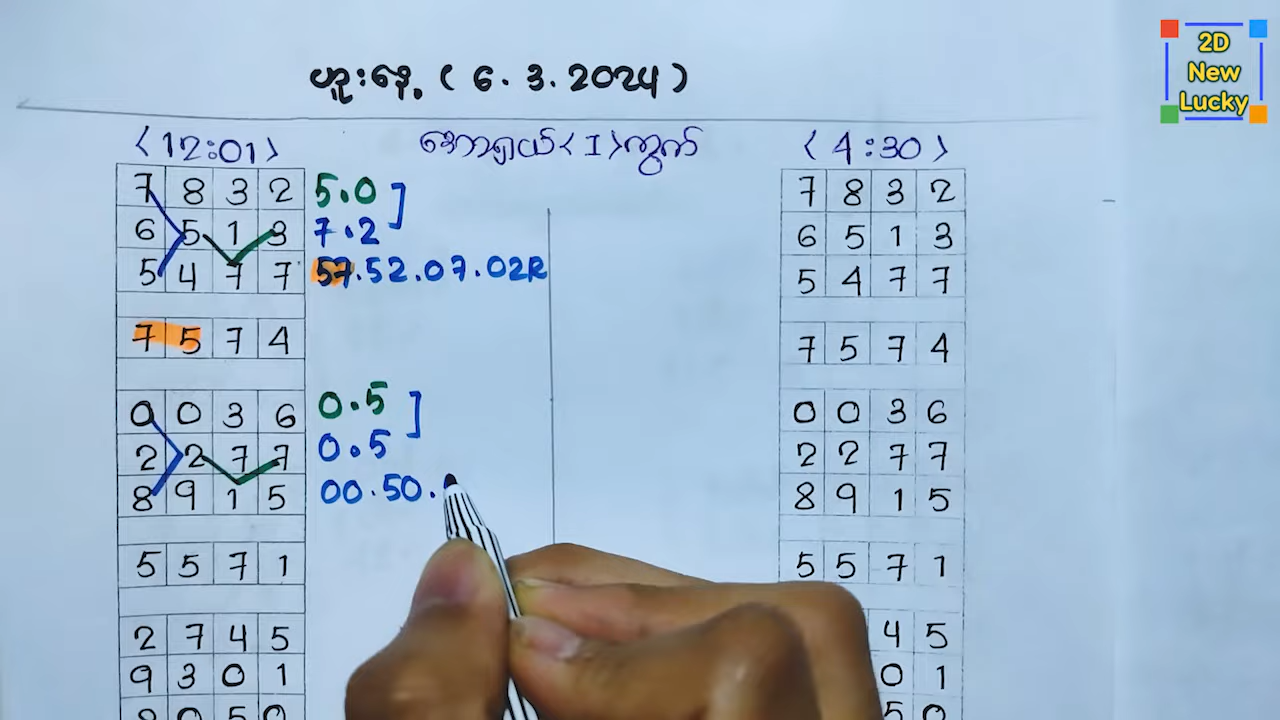 ဟူးနေ့ ( 6 . 3 . 2024 )
2D
New
Lucky
< 12:01 >
ဒေါ်ရှယ် < I > ကွက်
< 4:30 >
7 8 3 2
5.0 ]
6 5 1 3
7.2
5 4 7 7
57.52.07.02R
7 5 7 4
0 0 3 6
0.5 ]
2 2 7 7
0.5
8 9 1 5
00.50.
5 5 7 1
2 7 4 5
9 3 0 1
7 8 3 2
6 5 1 3
5 4 7 7
7 5 7 4
0 0 3 6
2 2 7 7
8 9 1 5
5 5 7 1
4 5
0 1
5 0